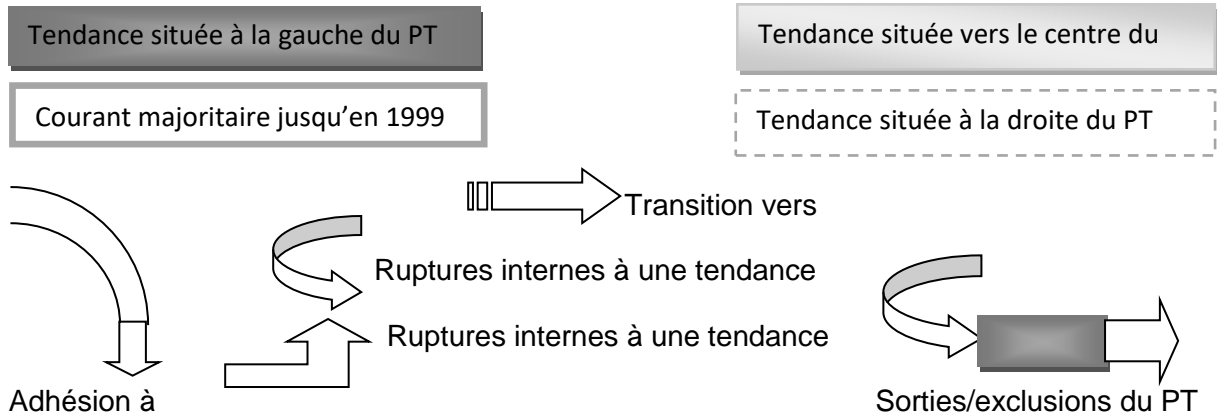 Tendance située à la gauche du PT
Tendance située vers le centre du
Courant majoritaire jusqu'en 1999
Tendance située à la droite du PT
Transition vers
Ruptures internes à une tendance
Ruptures internes à une tendance
Adhésion à
Sorties/exclusions du PT